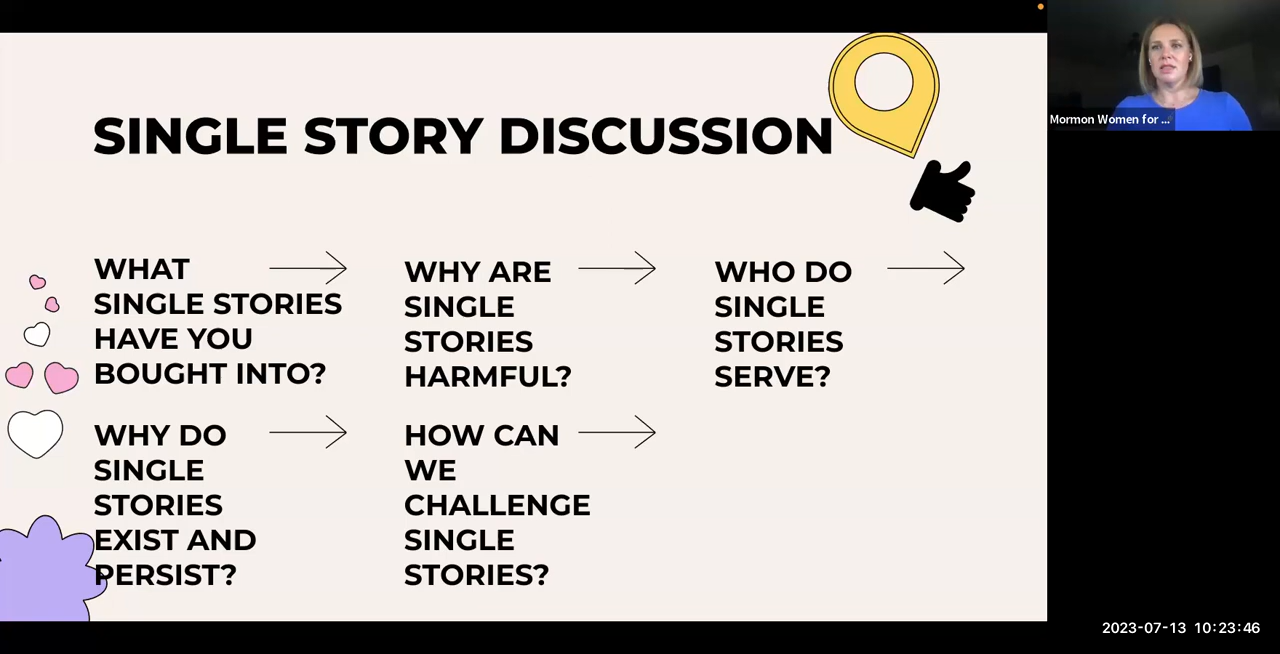 SINGLE STORY DISCUSSION
Mormon Women for ...
WHAT
SINGLE STORIES
HAVE YOU
BOUGHT INTO?
WHY ARE
SINGLE
STORIES
HARMFUL?
WHO DO
SINGLE
STORIES
SERVE?
WHY DO
SINGLE
STORIES
EXIST AND
PERSIST?
HOW CAN
WE
CHALLENGE
SINGLE
STORIES?
2023-07-13 10:23:46